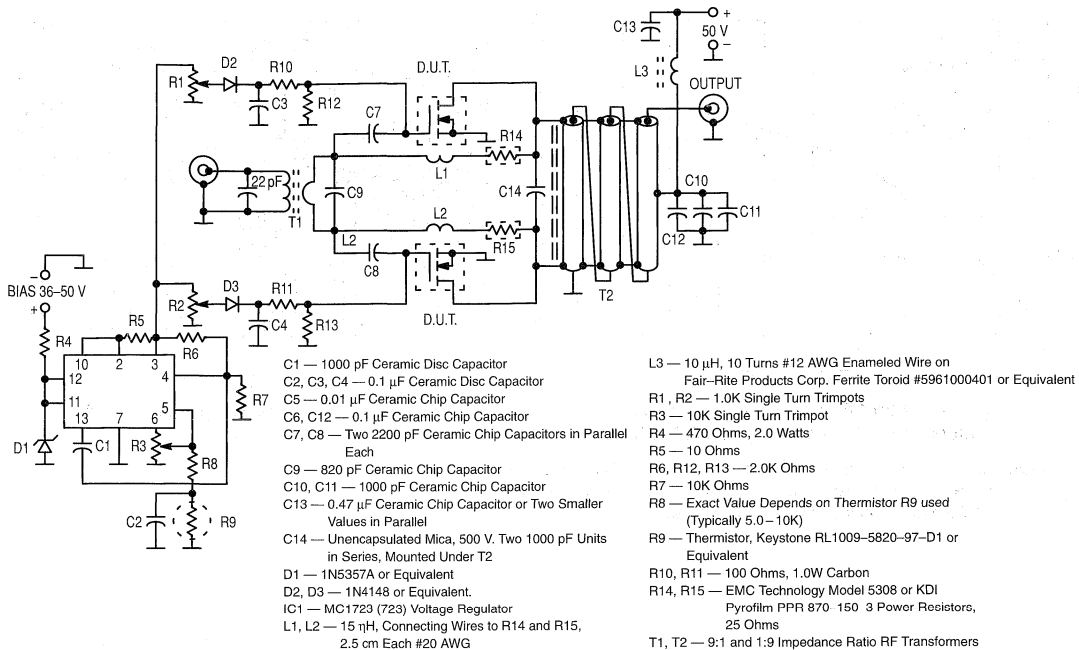 C13
+
50 V
–
L3
OUTPUT
D2
R10
D.U.T.
R1
C3
R12
C7
R14
22 pF
T1
C9
L1
C14
C10
C11
C12
L2
L2
R15
C8
D.U.T.
T2
–
BIAS 36–50 V
+
D3
R11
R2
C4
R13
R4
R5
R6
10 2 3
12
4
11
5
13 7 6
R7
D1
C1
R3
R8
C2
R9
C1 — 1000 pF Ceramic Disc Capacitor
C2, C3, C4 — 0.1 µF Ceramic Disc Capacitor
C5 — 0.01 µF Ceramic Chip Capacitor
C6, C12 — 0.1 µF Ceramic Chip Capacitor
C7, C8 — Two 2200 pF Ceramic Chip Capacitors in Parallel
Each
C9 — 820 pF Ceramic Chip Capacitor
C10, C11 — 1000 pF Ceramic Chip Capacitor
C13 — 0.47 µF Ceramic Chip Capacitor or Two Smaller
Values in Parallel
C14 — Unencapsulated Mica, 500 V. Two 1000 pF Units
in Series, Mounted Under T2
D1 — 1N5357A or Equivalent
D2, D3 — 1N4148 or Equivalent.
IC1 — MC1723 (723) Voltage Regulator
L1, L2 — 15 ηH, Connecting Wires to R14 and R15,
2.5 cm Each #20 AWG
L3 — 10 µH, 10 Turns #12 AWG Enameled Wire on
Fair–Rite Products Corp. Ferrite Toroid #5961000401 or Equivalent
R1, R2 — 1.0K Single Turn Trimpots
R3 — 10K Single Turn Trimpot
R4 — 470 Ohms, 2.0 Watts
R5 — 10 Ohms
R6, R12, R13 — 2.0K Ohms
R7 — 10K Ohms
R8 — Exact Value Depends on Thermistor R9 used
(Typically 5.0–10K)
R9 — Thermistor, Keystone RL1009–5820–97–D1 or
Equivalent
R10, R11 — 100 Ohms, 1.0W Carbon
R14, R15 — EMC Technology Model 5308 or KDI
Pyrofilm PPR 870–150–3 Power Resistors,
25 Ohms
T1, T2 — 9:1 and 1:9 Impedance Ratio RF Transformers